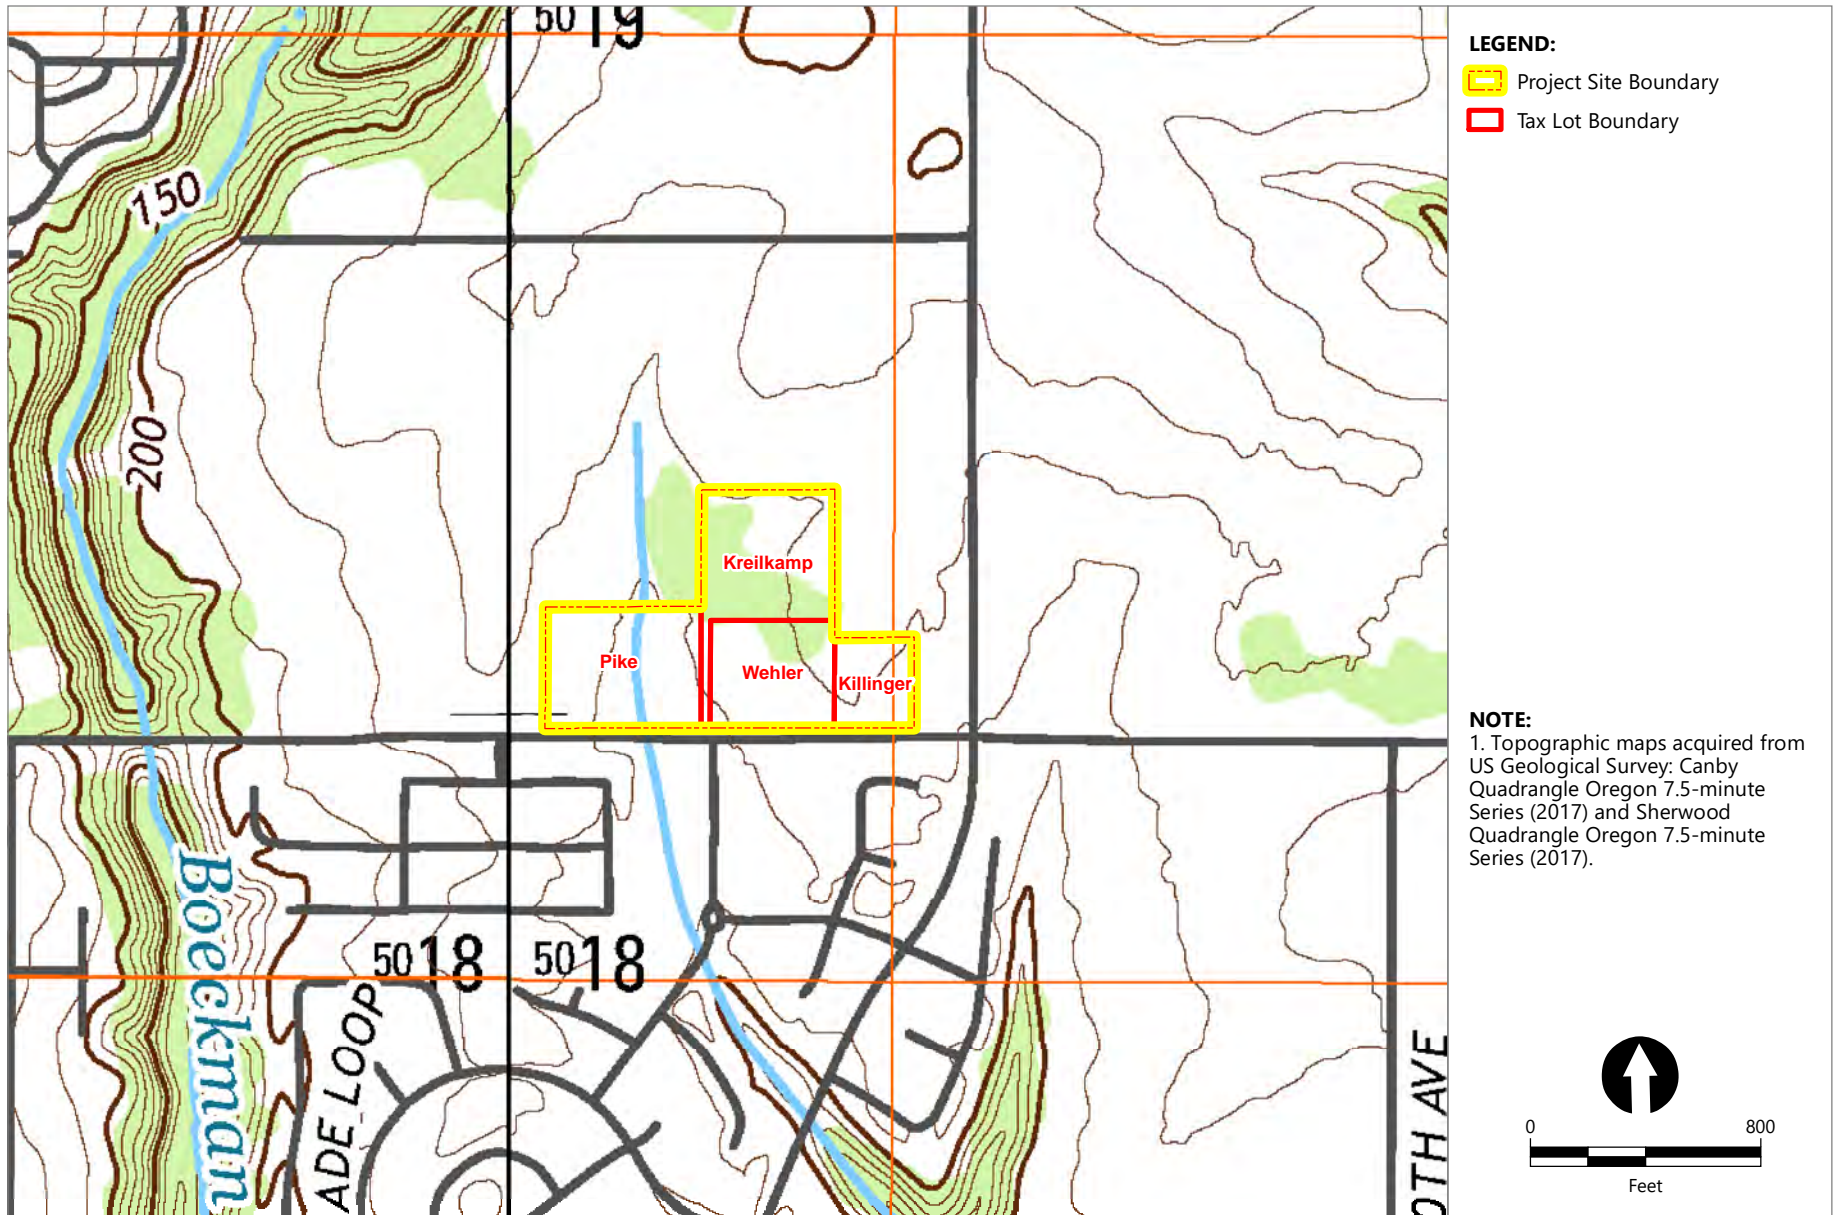 5019
150
200
Kreilkamp
Pike
Wehler
Killinger
Boeckman
5018
5018
ADE LOOP
0TH AVE
LEGEND:
Project Site Boundary
Tax Lot Boundary
NOTE:
1. Topographic maps acquired from
US Geological Survey: Canby
Quadrangle Oregon 7.5-minute
Series (2017) and Sherwood
Quadrangle Oregon 7.5-minute
Series (2017).
0 800
Feet